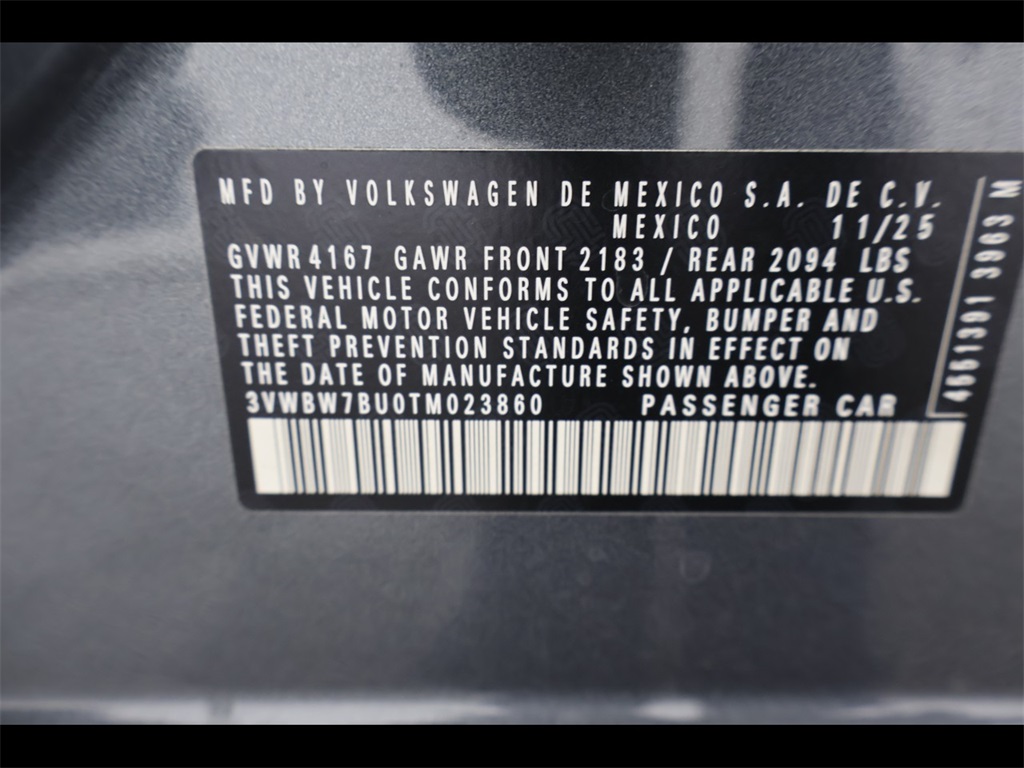 MFD BY VOLKSWAGEN DE MEXICO S.A. DE C.V.
MEXICO 11/25
GVWR 4167 GAWR FRONT 2183 / REAR 2094 LBS
THIS VEHICLE CONFORMS TO ALL APPLICABLE U.S.
FEDERAL MOTOR VEHICLE SAFETY, BUMPER AND
THEFT PREVENTION STANDARDS IN EFFECT ON
THE DATE OF MANUFACTURE SHOWN ABOVE.
3VWBW7BU0TM023860 PASSENGER CAR
4661391 3963 M